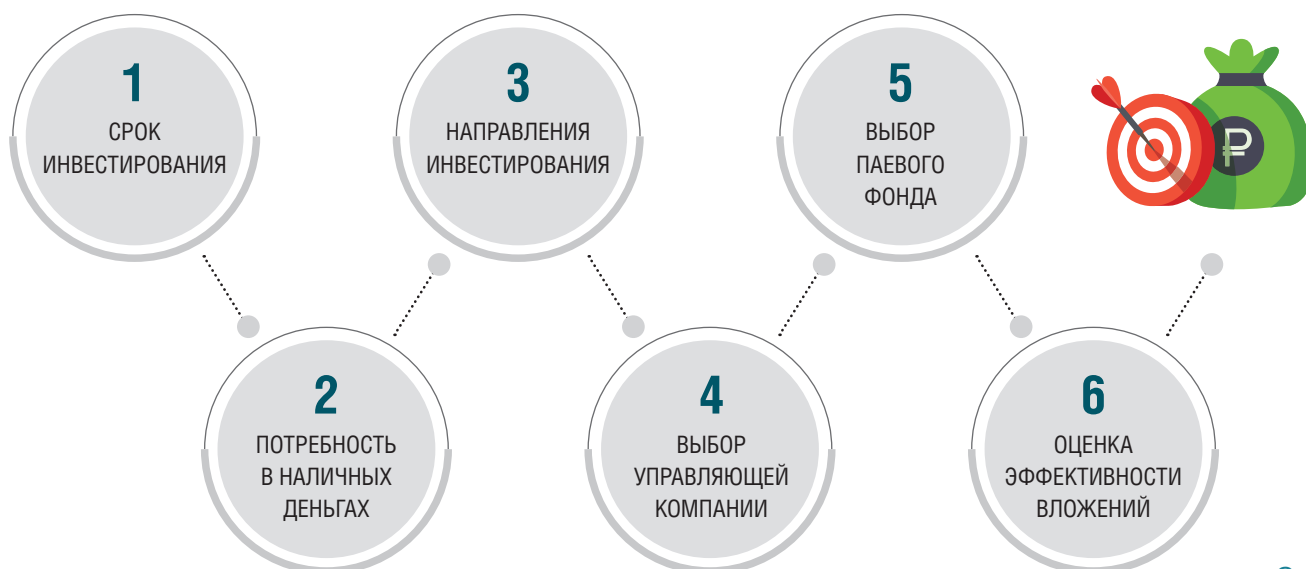 1
СРОК
ИНВЕСТИРОВАНИЯ
2
ПОТРЕБНОСТЬ
В НАЛИЧНЫХ
ДЕНЬГАХ
3
НАПРАВЛЕНИЯ
ИНВЕСТИРОВАНИЯ
4
ВЫБОР
УПРАВЛЯЮЩЕЙ
КОМПАНИИ
5
ВЫБОР
ПАЕВОГО
ФОНДА
6
ОЦЕНКА
ЭФФЕКТИВНОСТИ
ВЛОЖЕНИЙ
₽